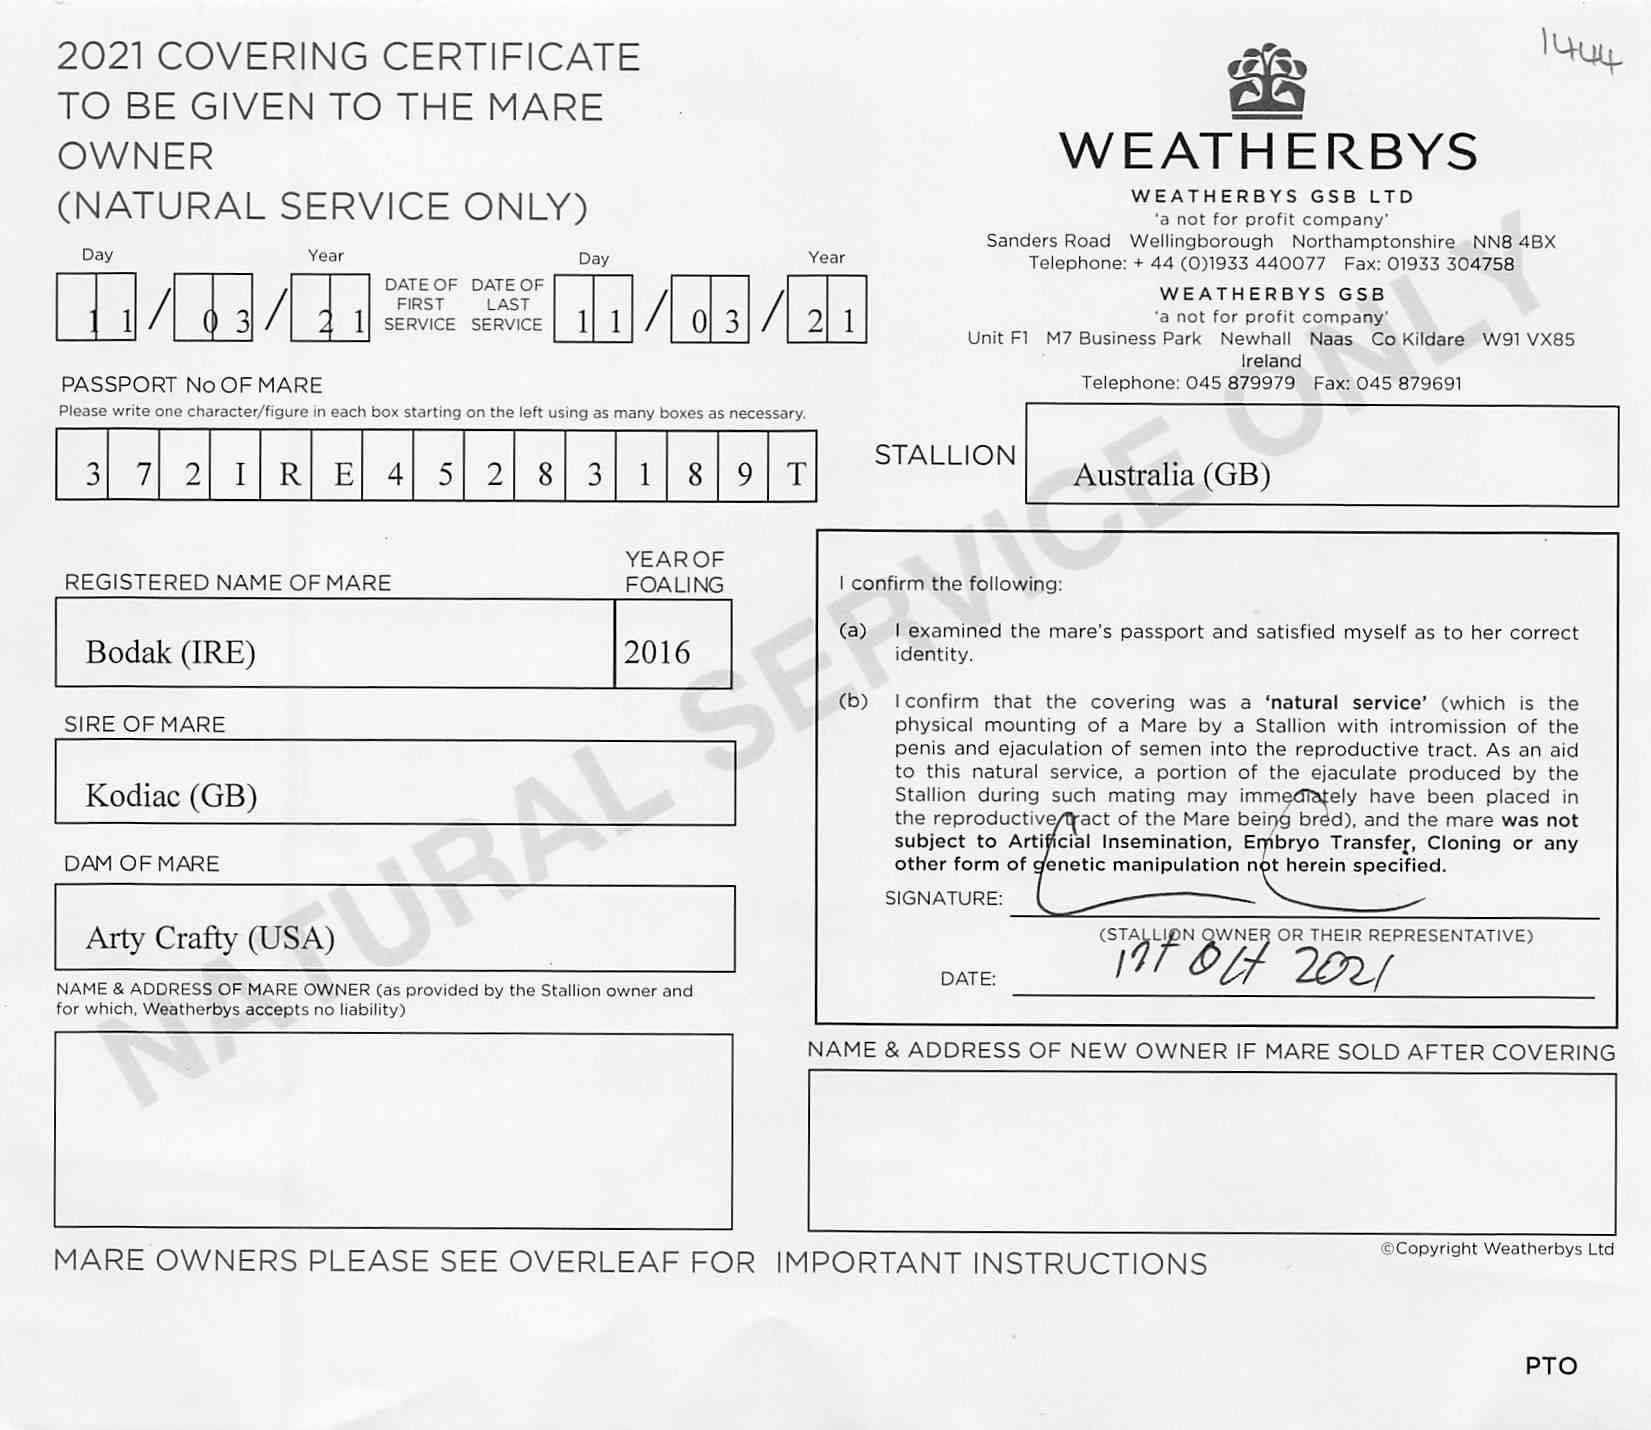 2021 COVERING CERTIFICATE
TO BE GIVEN TO THE MARE
OWNER
(NATURAL SERVICE ONLY)
1444
WEATHERBYS
WEATHERBYS GSB LTD
'a not for profit company'
Sanders Road Wellingborough Northamptonshire NN8 4BX
Telephone: + 44 (0)1933 440077 Fax: 01933 304758
WEATHERBYS GSB
'a not for profit company'
Unit F1 M7 Business Park Newhall Naas Co Kildare W91 VX85
Ireland
Telephone: 045 879979 Fax: 045 879691
Day Year
11/03/21
DATE OF FIRST SERVICE
DATE OF LAST SERVICE
Day Year
11/03/21
PASSPORT No OF MARE
Please write one character/figure in each box starting on the left using as many boxes as necessary.
372IRE45283189T
STALLION
Australia (GB)
REGISTERED NAME OF MARE
Bodak (IRE)
YEAR OF
FOALING
2016
SIRE OF MARE
Kodiac (GB)
DAM OF MARE
Arty Crafty (USA)
NAME & ADDRESS OF MARE OWNER (as provided by the Stallion owner and
for which, Weatherbys accepts no liability)
I confirm the following:
(a) I examined the mare's passport and satisfied myself as to her correct
identity.
(b) I confirm that the covering was a 'natural service' (which is the
physical mounting of a Mare by a Stallion with intromission of the
penis and ejaculation of semen into the reproductive tract. As an aid
to this natural service, a portion of the ejaculate produced by the
Stallion during such mating may immediately have been placed in
the reproductive tract of the Mare being bred), and the mare was not
subject to Artificial Insemination, Embryo Transfer, Cloning or any
other form of genetic manipulation not herein specified.
SIGNATURE:
(STALLION OWNER OR THEIR REPRESENTATIVE)
DATE: Oct 2021
NAME & ADDRESS OF NEW OWNER IF MARE SOLD AFTER COVERING
©Copyright Weatherbys Ltd
MARE OWNERS PLEASE SEE OVERLEAF FOR IMPORTANT INSTRUCTIONS
PTO
NATURAL SERVICE ONLY